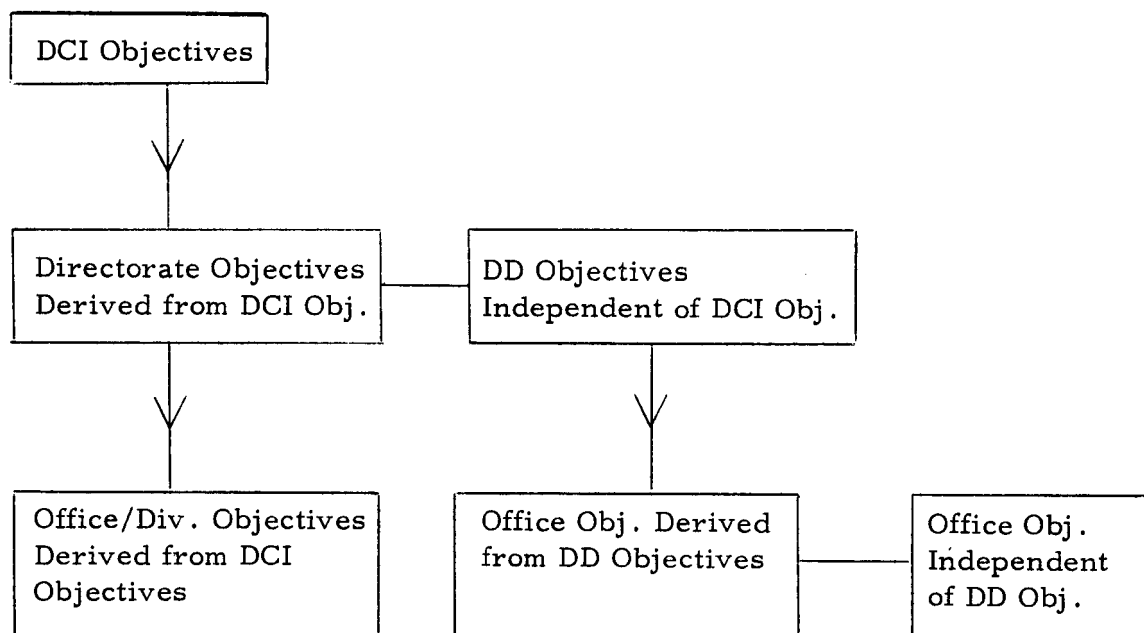 DCI Objectives
Directorate Objectives
Derived from DCI Obj.
DD Objectives
Independent of DCI Obj.
Office/Div. Objectives
Derived from DCI
Objectives
Office Obj. Derived
from DD Objectives
Office Obj.
Independent
of DD Obj.